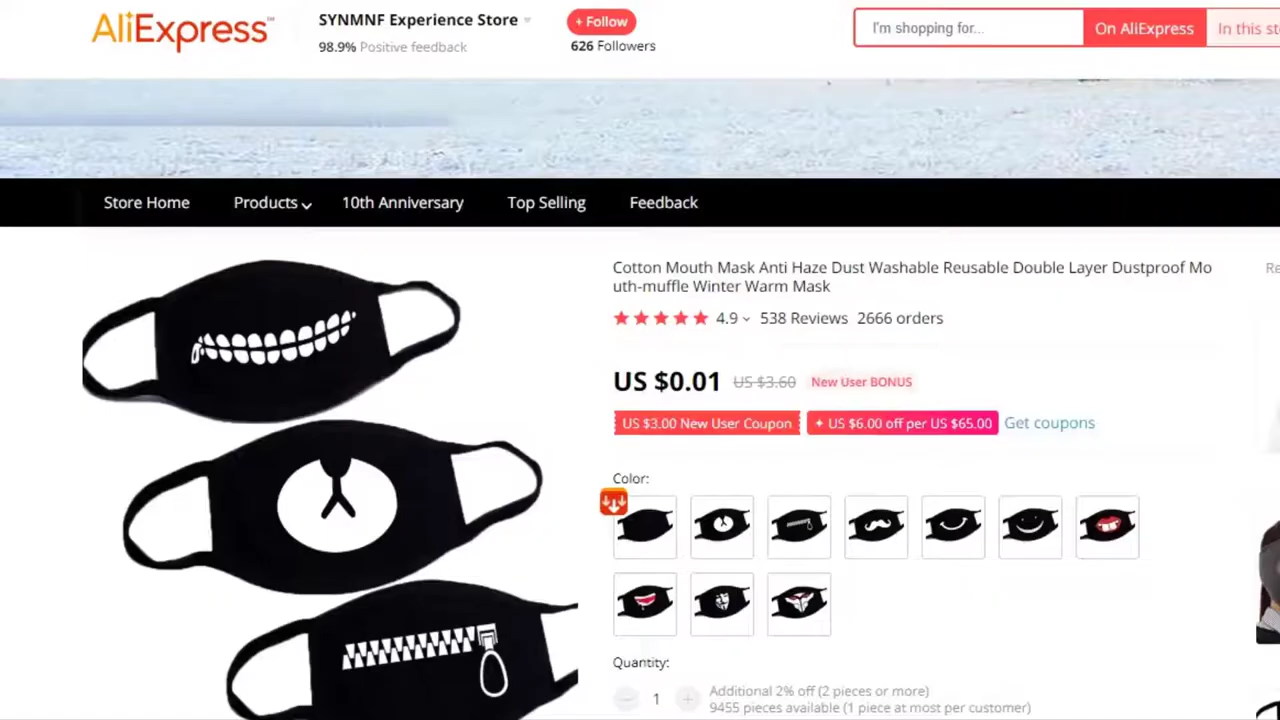 AliExpress™
SYNMNF Experience Store
98.9% Positive feedback
+ Follow
626 Followers
I'm shopping for...
On AliExpress
In this st
Store Home
Products
10th Anniversary
Top Selling
Feedback
Cotton Mouth Mask Anti Haze Dust Washable Reusable Double Layer Dustproof Mo
uth-muffle Winter Warm Mask
4.9
538 Reviews
2666 orders
Re
US $0.01
US $3.60
New User BONUS
US $3.00 New User Coupon
+ US $6.00 off per US $65.00
Get coupons
Color:
Quantity:
1
Additional 2% off (2 pieces or more)
9455 pieces available (1 piece at most per customer)